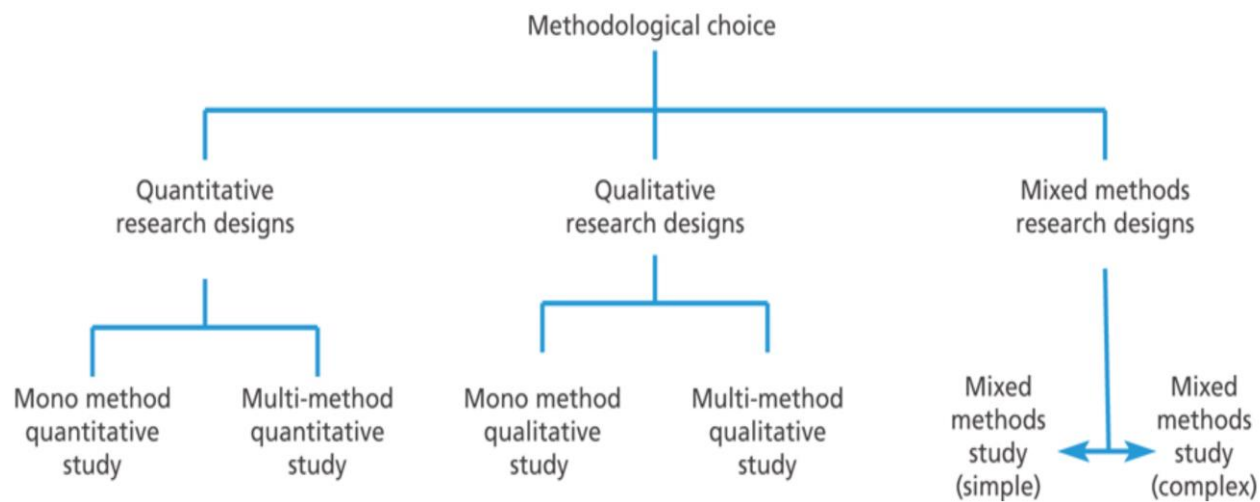 Methodological choice
Quantitative
research designs
Qualitative
research designs
Mixed methods
research designs
Mono method
quantitative
study
Multi-method
quantitative
study
Mono method
qualitative
study
Multi-method
qualitative
study
Mixed
methods
study
(simple)
Mixed
methods
study
(complex)